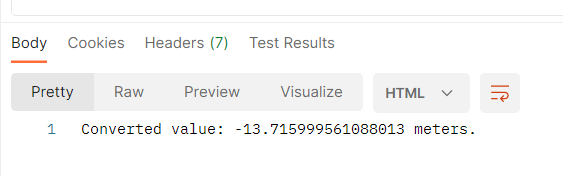 Body Cookies Headers (7) Test Results
Pretty Raw Preview Visualize HTML
1 Converted value: -13.715999561088013 meters.